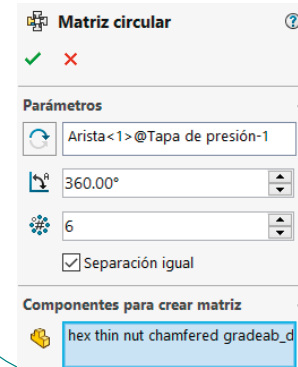 Matriz circular
Parámetros
Arista<1>@Tapa de presión-1
360.00°
6
Separación igual
Componentes para crear matriz
hex thin nut chamfered gradeab_d